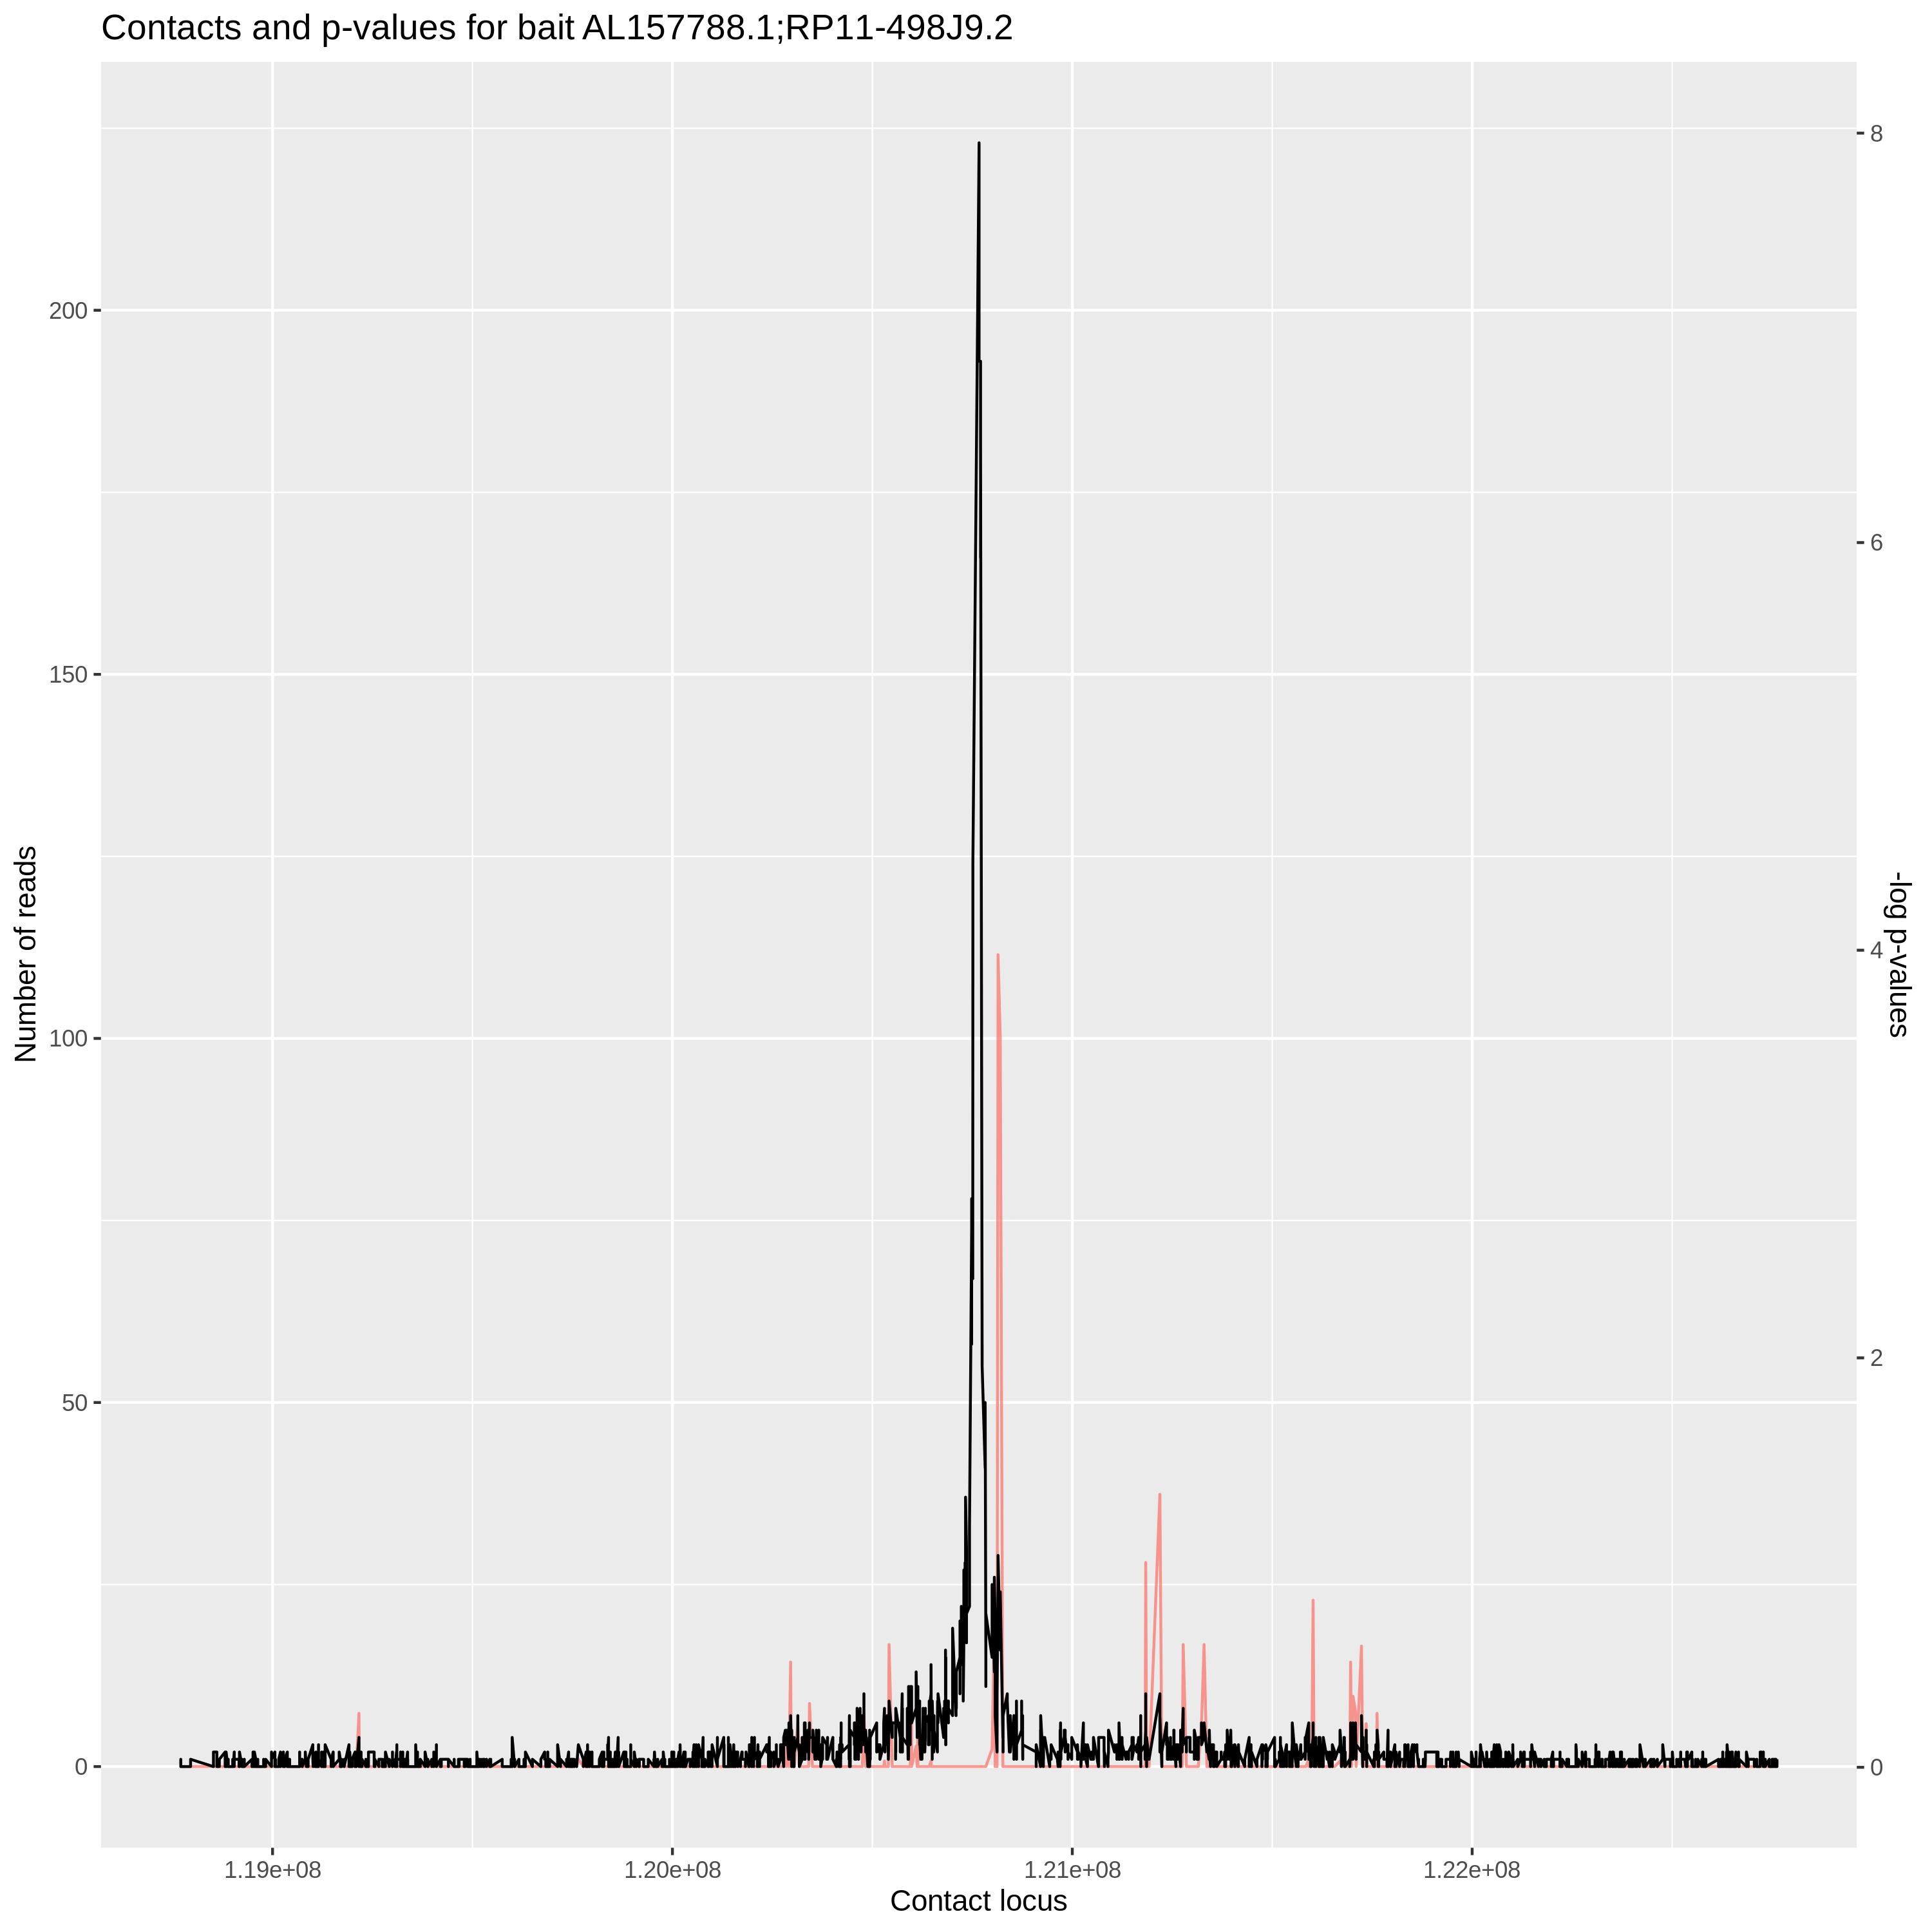 Contacts and p-values for bait AL157788.1;RP11-498J9.2
Number of reads
200
150
100
50
0
8
6
4
2
0
-log p-values
1.19e+08
1.20e+08
1.21e+08
1.22e+08
Contact locus